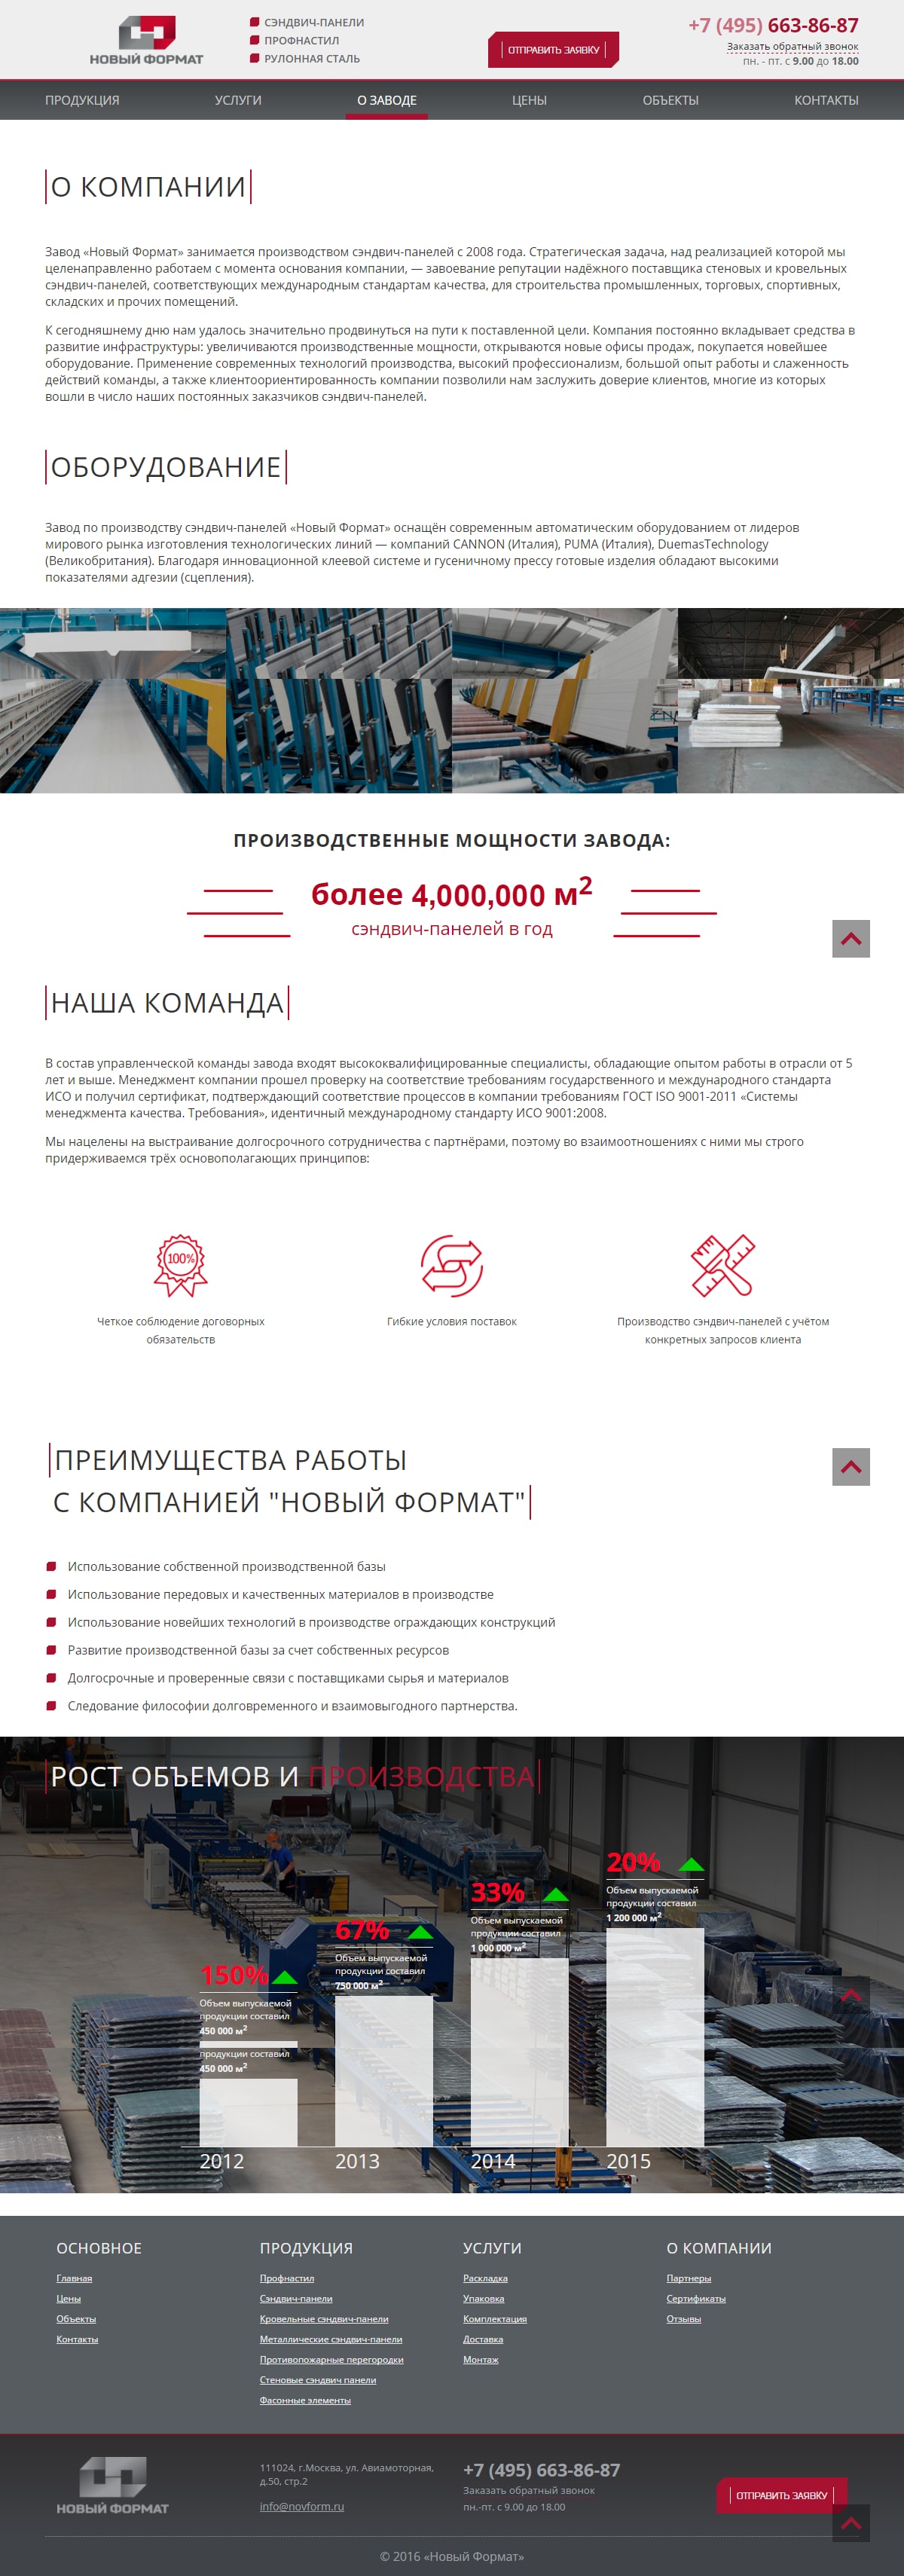 НОВЫЙ ФОРМАТ
СЭНДВИЧ-ПАНЕЛИ
ПРОФНАСТИЛ
РУЛОННАЯ СТАЛЬ
ОТПРАВИТЬ ЗАЯВКУ
+7 (495) 663-86-87
Заказать обратный звонок
пн. - пт. с 9.00 до 18.00
ПРОДУКЦИЯ УСЛУГИ О ЗАВОДЕ ЦЕНЫ ОБЪЕКТЫ КОНТАКТЫ
О КОМПАНИИ
Завод «Новый Формат» занимается производством сэндвич-панелей с 2008 года. Стратегическая задача, над реализацией которой мы
целенаправленно работаем с момента основания компании, — завоевание репутации надёжного поставщика стеновых и кровельных
сэндвич-панелей, соответствующих международным стандартам качества, для строительства промышленных, торговых, спортивных,
складских и прочих помещений.
К сегодняшнему дню нам удалось значительно продвинуться на пути к поставленной цели. Компания постоянно вкладывает средства в
развитие инфраструктуры: увеличиваются производственные мощности, открываются новые офисы продаж, покупается новейшее
оборудование. Применение современных технологий производства, высокий профессионализм, большой опыт работы и слаженность
действий команды, а также клиентоориентированность компании позволили нам заслужить доверие клиентов, многие из которых
вошли в число наших постоянных заказчиков сэндвич-панелей.
ОБОРУДОВАНИЕ
Завод по производству сэндвич-панелей «Новый Формат» оснащён современным автоматическим оборудованием от лидеров
мирового рынка изготовления технологических линий — компаний CANNON (Италия), PUMA (Италия), DuemasTechnology
(Великобритания). Благодаря инновационной клеевой системе и гусеничному прессу готовые изделия обладают высокими
показателями адгезии (сцепления).
ПРОИЗВОДСТВЕННЫЕ МОЩНОСТИ ЗАВОДА:
более 4,000,000 м2
сэндвич-панелей в год
НАША КОМАНДА
В состав управленческой команды завода входят высококвалифицированные специалисты, обладающие опытом работы в отрасли от 5
лет и выше. Менеджмент компании прошел проверку на соответствие требованиям государственного и международного стандарта
ИСО и получил сертификат, подтверждающий соответствие процессов в компании требованиям ГОСТ ISO 9001-2011 «Системы
менеджмента качества. Требования», идентичный международному стандарту ИСО 9001:2008.
Мы нацелены на выстраивание долгосрочного сотрудничества с партнёрами, поэтому во взаимоотношениях с ними мы строго
придерживаемся трёх основополагающих принципов:
100%
Четкое соблюдение договорных
обязательств
Гибкие условия поставок
Производство сэндвич-панелей с учётом
конкретных запросов клиента
ПРЕИМУЩЕСТВА РАБОТЫ
С КОМПАНИЕЙ "НОВЫЙ ФОРМАТ"
Использование собственной производственной базы
Использование передовых и качественных материалов в производстве
Использование новейших технологий в производстве ограждающих конструкций
Развитие производственной базы за счет собственных ресурсов
Долгосрочные и проверенные связи с поставщиками сырья и материалов
Следование философии долговременного и взаимовыгодного партнерства.
РОСТ ОБЪЕМОВ И ПРОИЗВОДСТВА
150%
Объем выпускаемой
продукции составил
450 000 м2
продукции составил
450 000 м2
2012
67%
Объем выпускаемой
продукции составил
750 000 м2
2013
33%
Объем выпускаемой
продукции составил
1 000 000 м2
2014
20%
Объем выпускаемой
продукции составил
1 200 000 м2
2015
ОСНОВНОЕ
Главная
Цены
Объекты
Контакты
ПРОДУКЦИЯ
Профнастил
Сэндвич-панели
Кровельные сэндвич-панели
Металлические сэндвич-панели
Противопожарные перегородки
Стеновые сэндвич панели
Фасонные элементы
УСЛУГИ
Раскладка
Упаковка
Комплектация
Доставка
Монтаж
О КОМПАНИИ
Партнеры
Сертификаты
Отзывы
НОВЫЙ ФОРМАТ
111024, г.Москва, ул. Авиамоторная,
д.50, стр.2
info@novform.ru
+7 (495) 663-86-87
Заказать обратный звонок
пн.-пт. с 9.00 до 18.00
ОТПРАВИТЬ ЗАЯВКУ
© 2016 «Новый Формат»